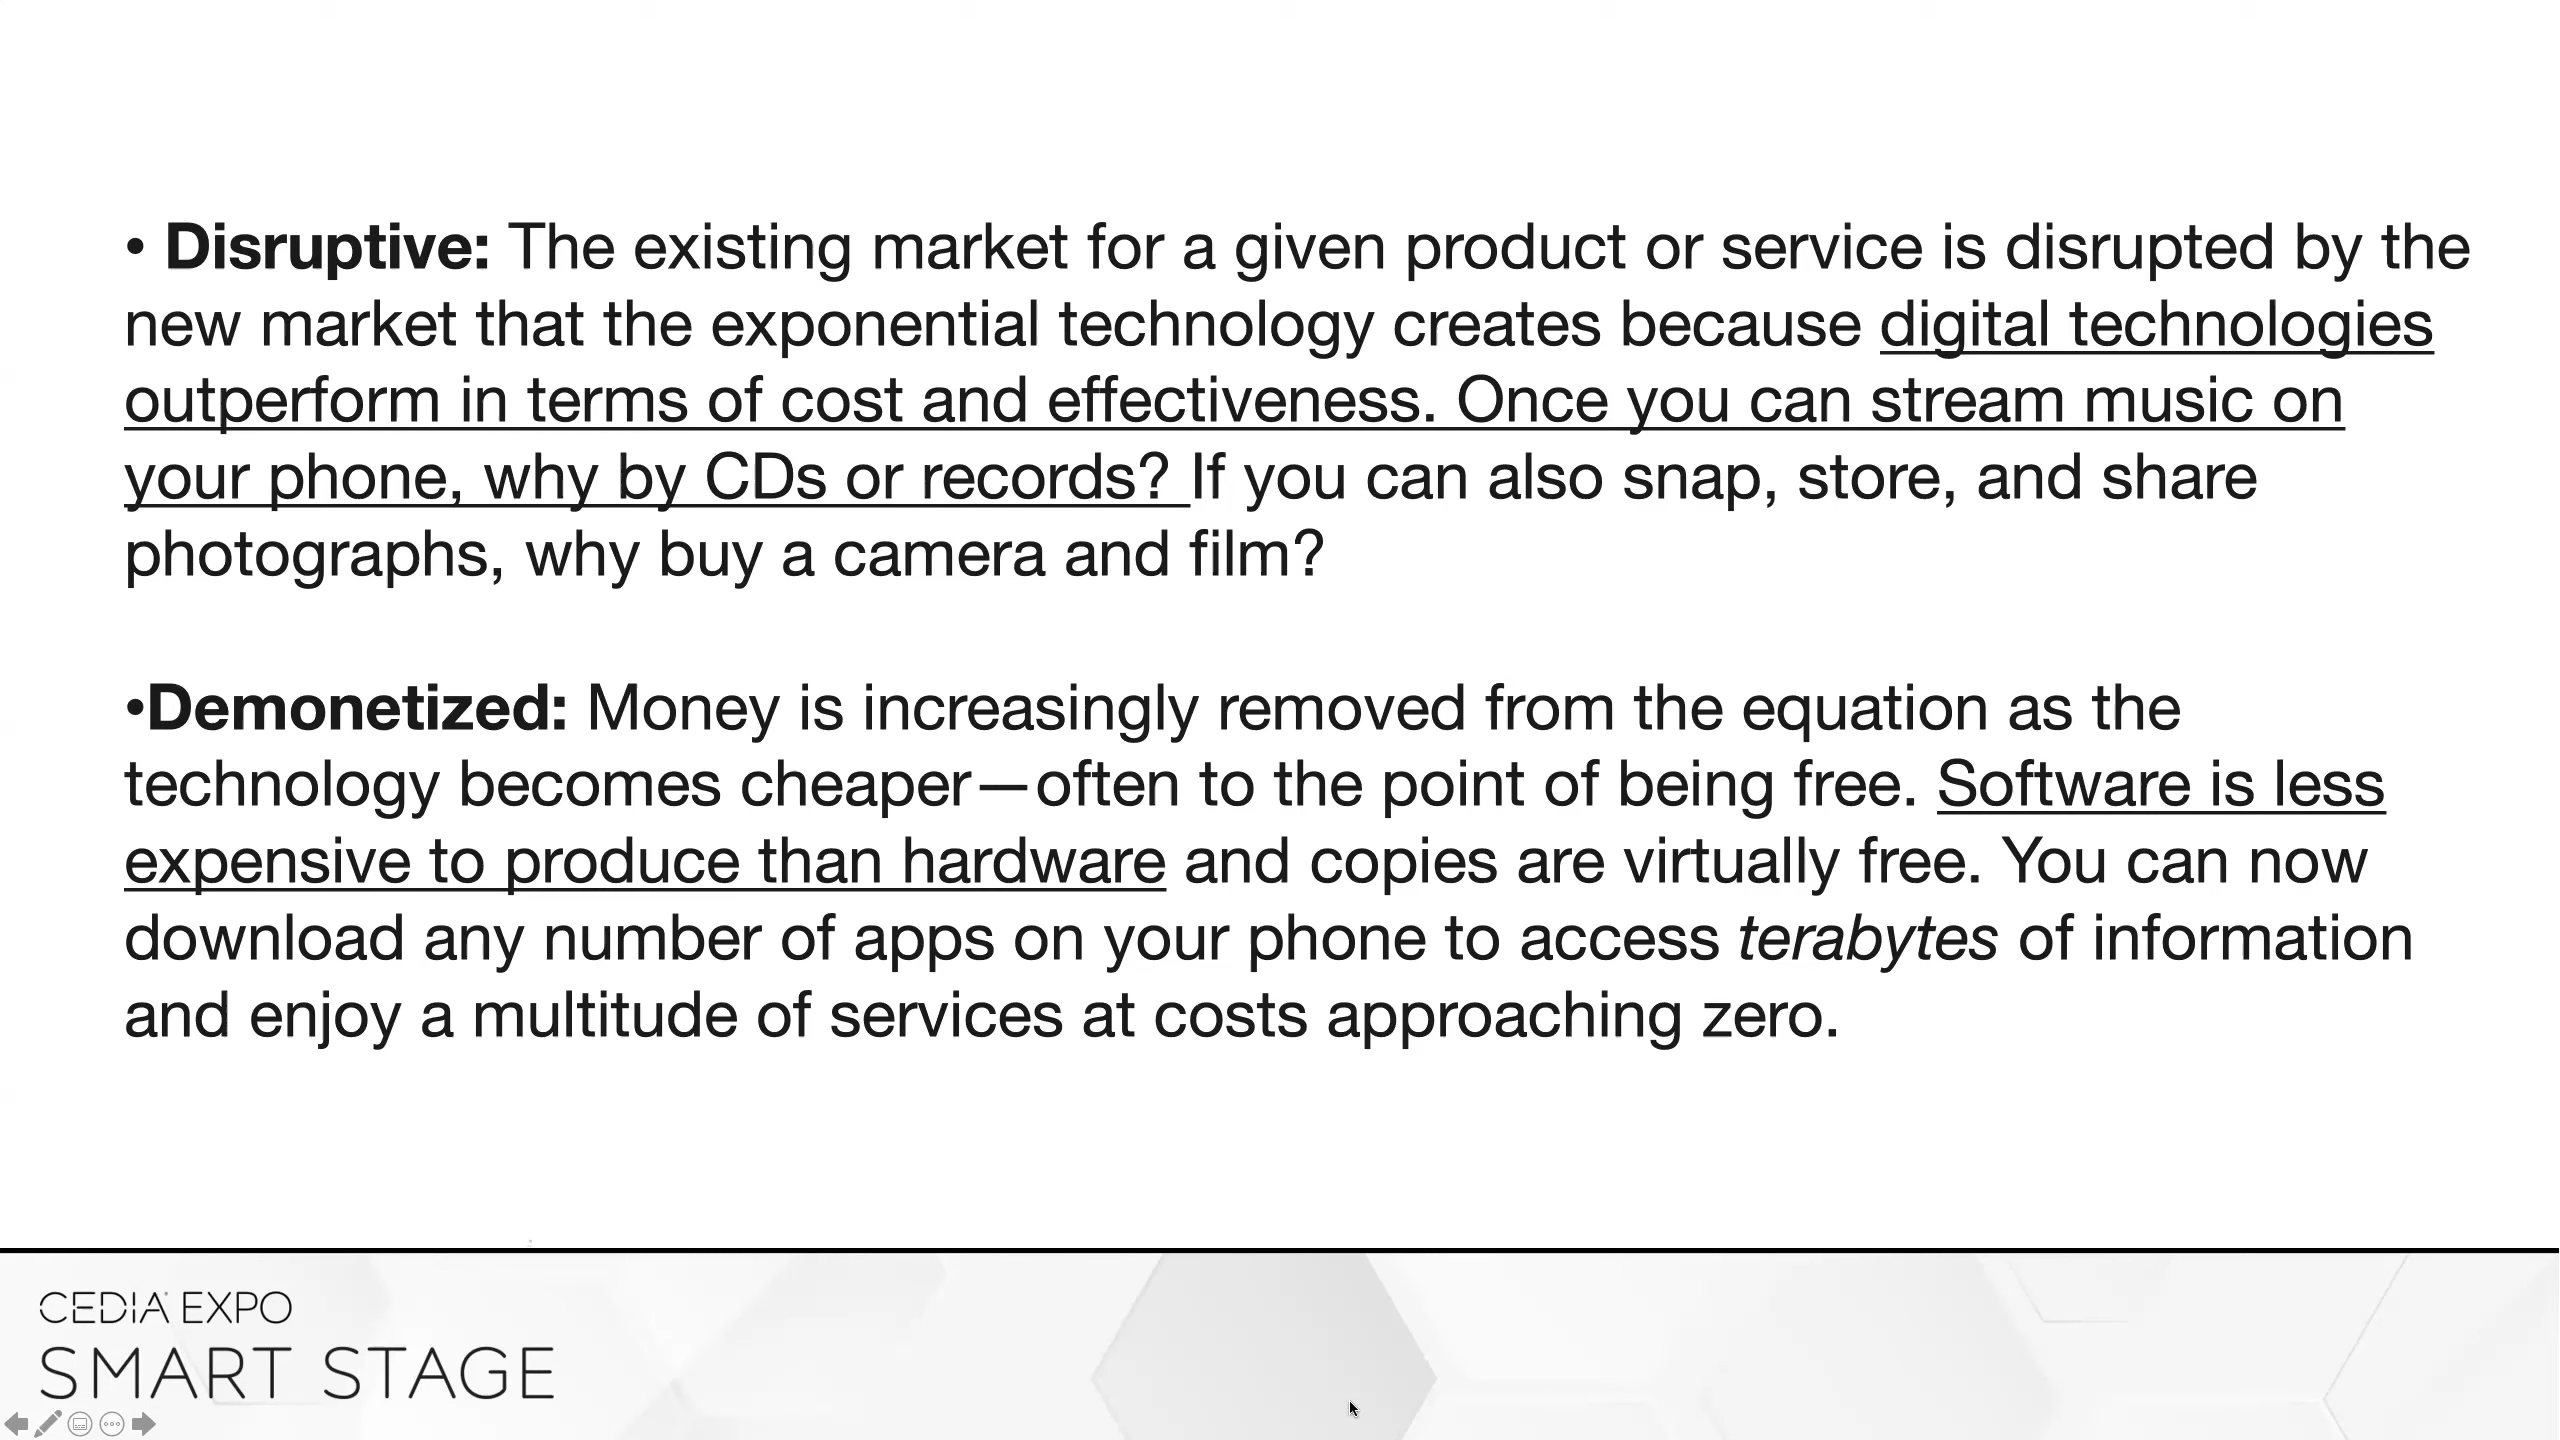 • Disruptive: The existing market for a given product or service is disrupted by the
new market that the exponential technology creates because digital technologies
outperform in terms of cost and effectiveness. Once you can stream music on
your phone, why by CDs or records? If you can also snap, store, and share
photographs, why buy a camera and film?
•Demonetized: Money is increasingly removed from the equation as the
technology becomes cheaper—often to the point of being free. Software is less
expensive to produce than hardware and copies are virtually free. You can now
download any number of apps on your phone to access terabytes of information
and enjoy a multitude of services at costs approaching zero.
CEDIA EXPO
SMART STAGE